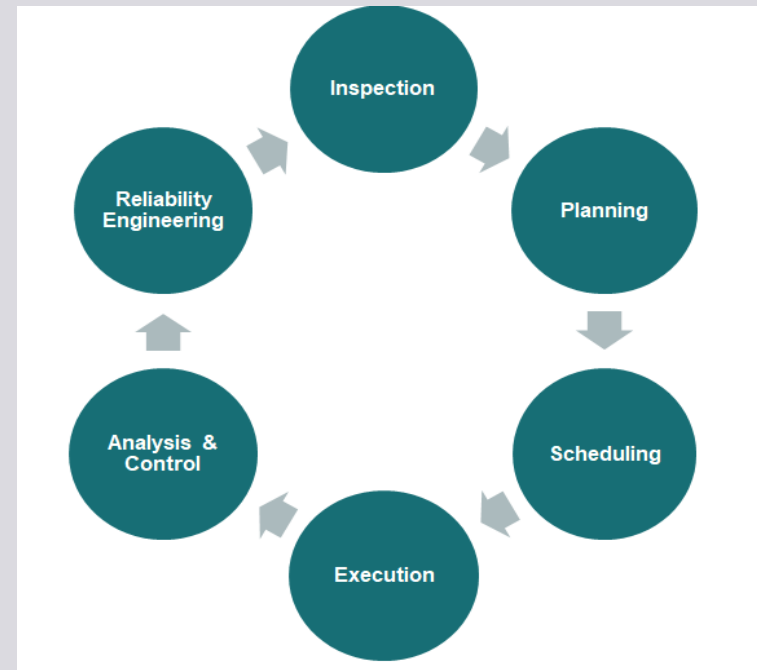 Inspection
Planning
Scheduling
Execution
Analysis & 
Control
Reliability
Engineering